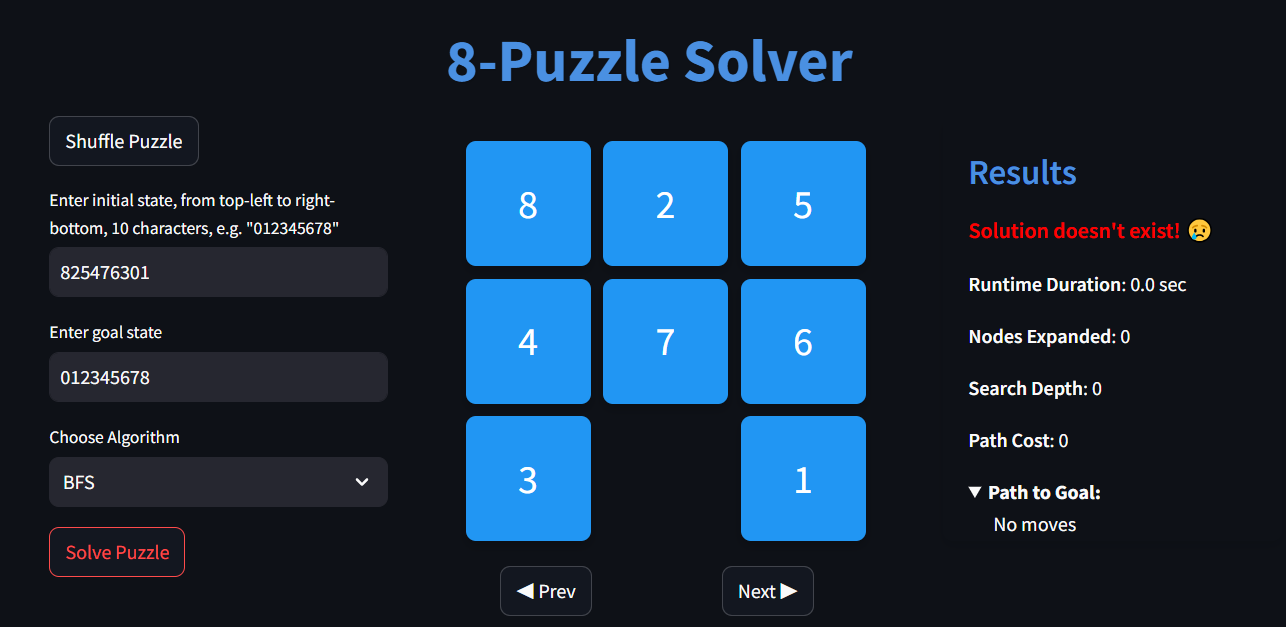 8-Puzzle Solver
Shuffle Puzzle
Enter initial state, from top-left to right-
bottom, 10 characters, e.g. "012345678"
825476301
Enter goal state
012345678
Choose Algorithm
BFS
Solve Puzzle
8 2 5
4 7 6
3 1
◀ Prev
Next ▶
Results
Solution doesn't exist! 😢
Runtime Duration: 0.0 sec
Nodes Expanded: 0
Search Depth: 0
Path Cost: 0
▼ Path to Goal:
No moves